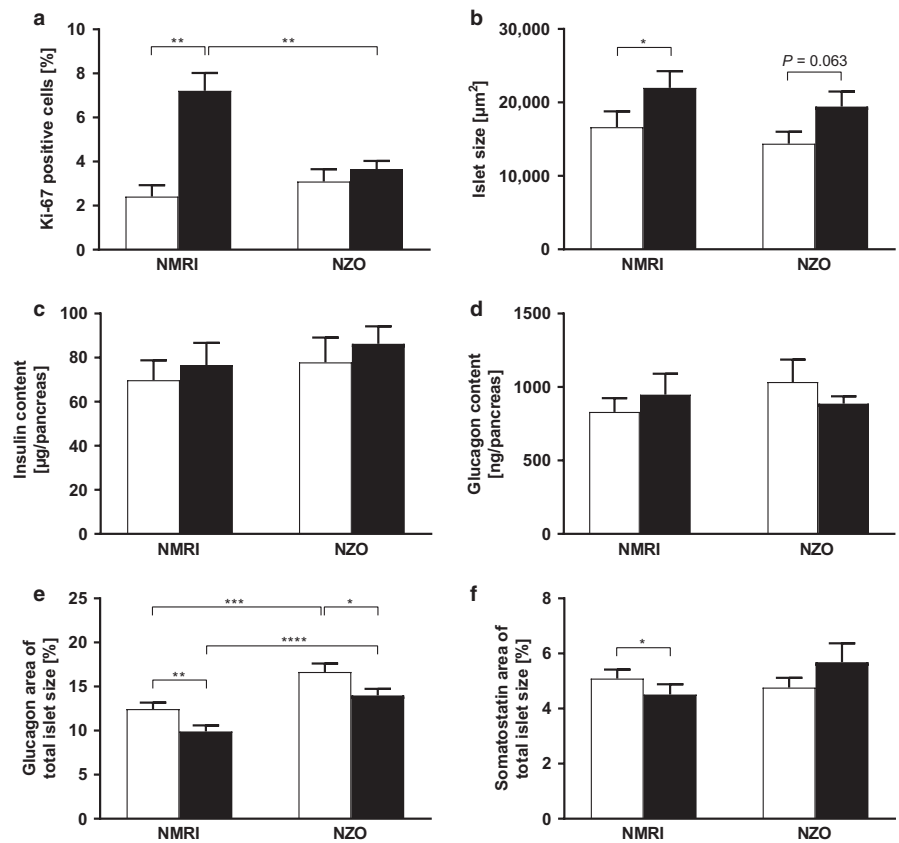 a
Ki-67 positive cells [%]
10
8
6
4
2
0
**
**
NMRI
NZO
b
Islet size [µm²]
30,000
20,000
10,000
0
*
P = 0.063
NMRI
NZO
c
Insulin content
[µg/pancreas]
100
80
60
40
20
0
NMRI
NZO
d
Glucagon content
[ng/pancreas]
1500
1000
500
0
NMRI
NZO
e
Glucagon area of
total islet size [%]
25
20
15
10
5
0
***
*
****
**
NMRI
NZO
f
Somatostatin area of
total islet size [%]
8
6
4
2
0
*
NMRI
NZO